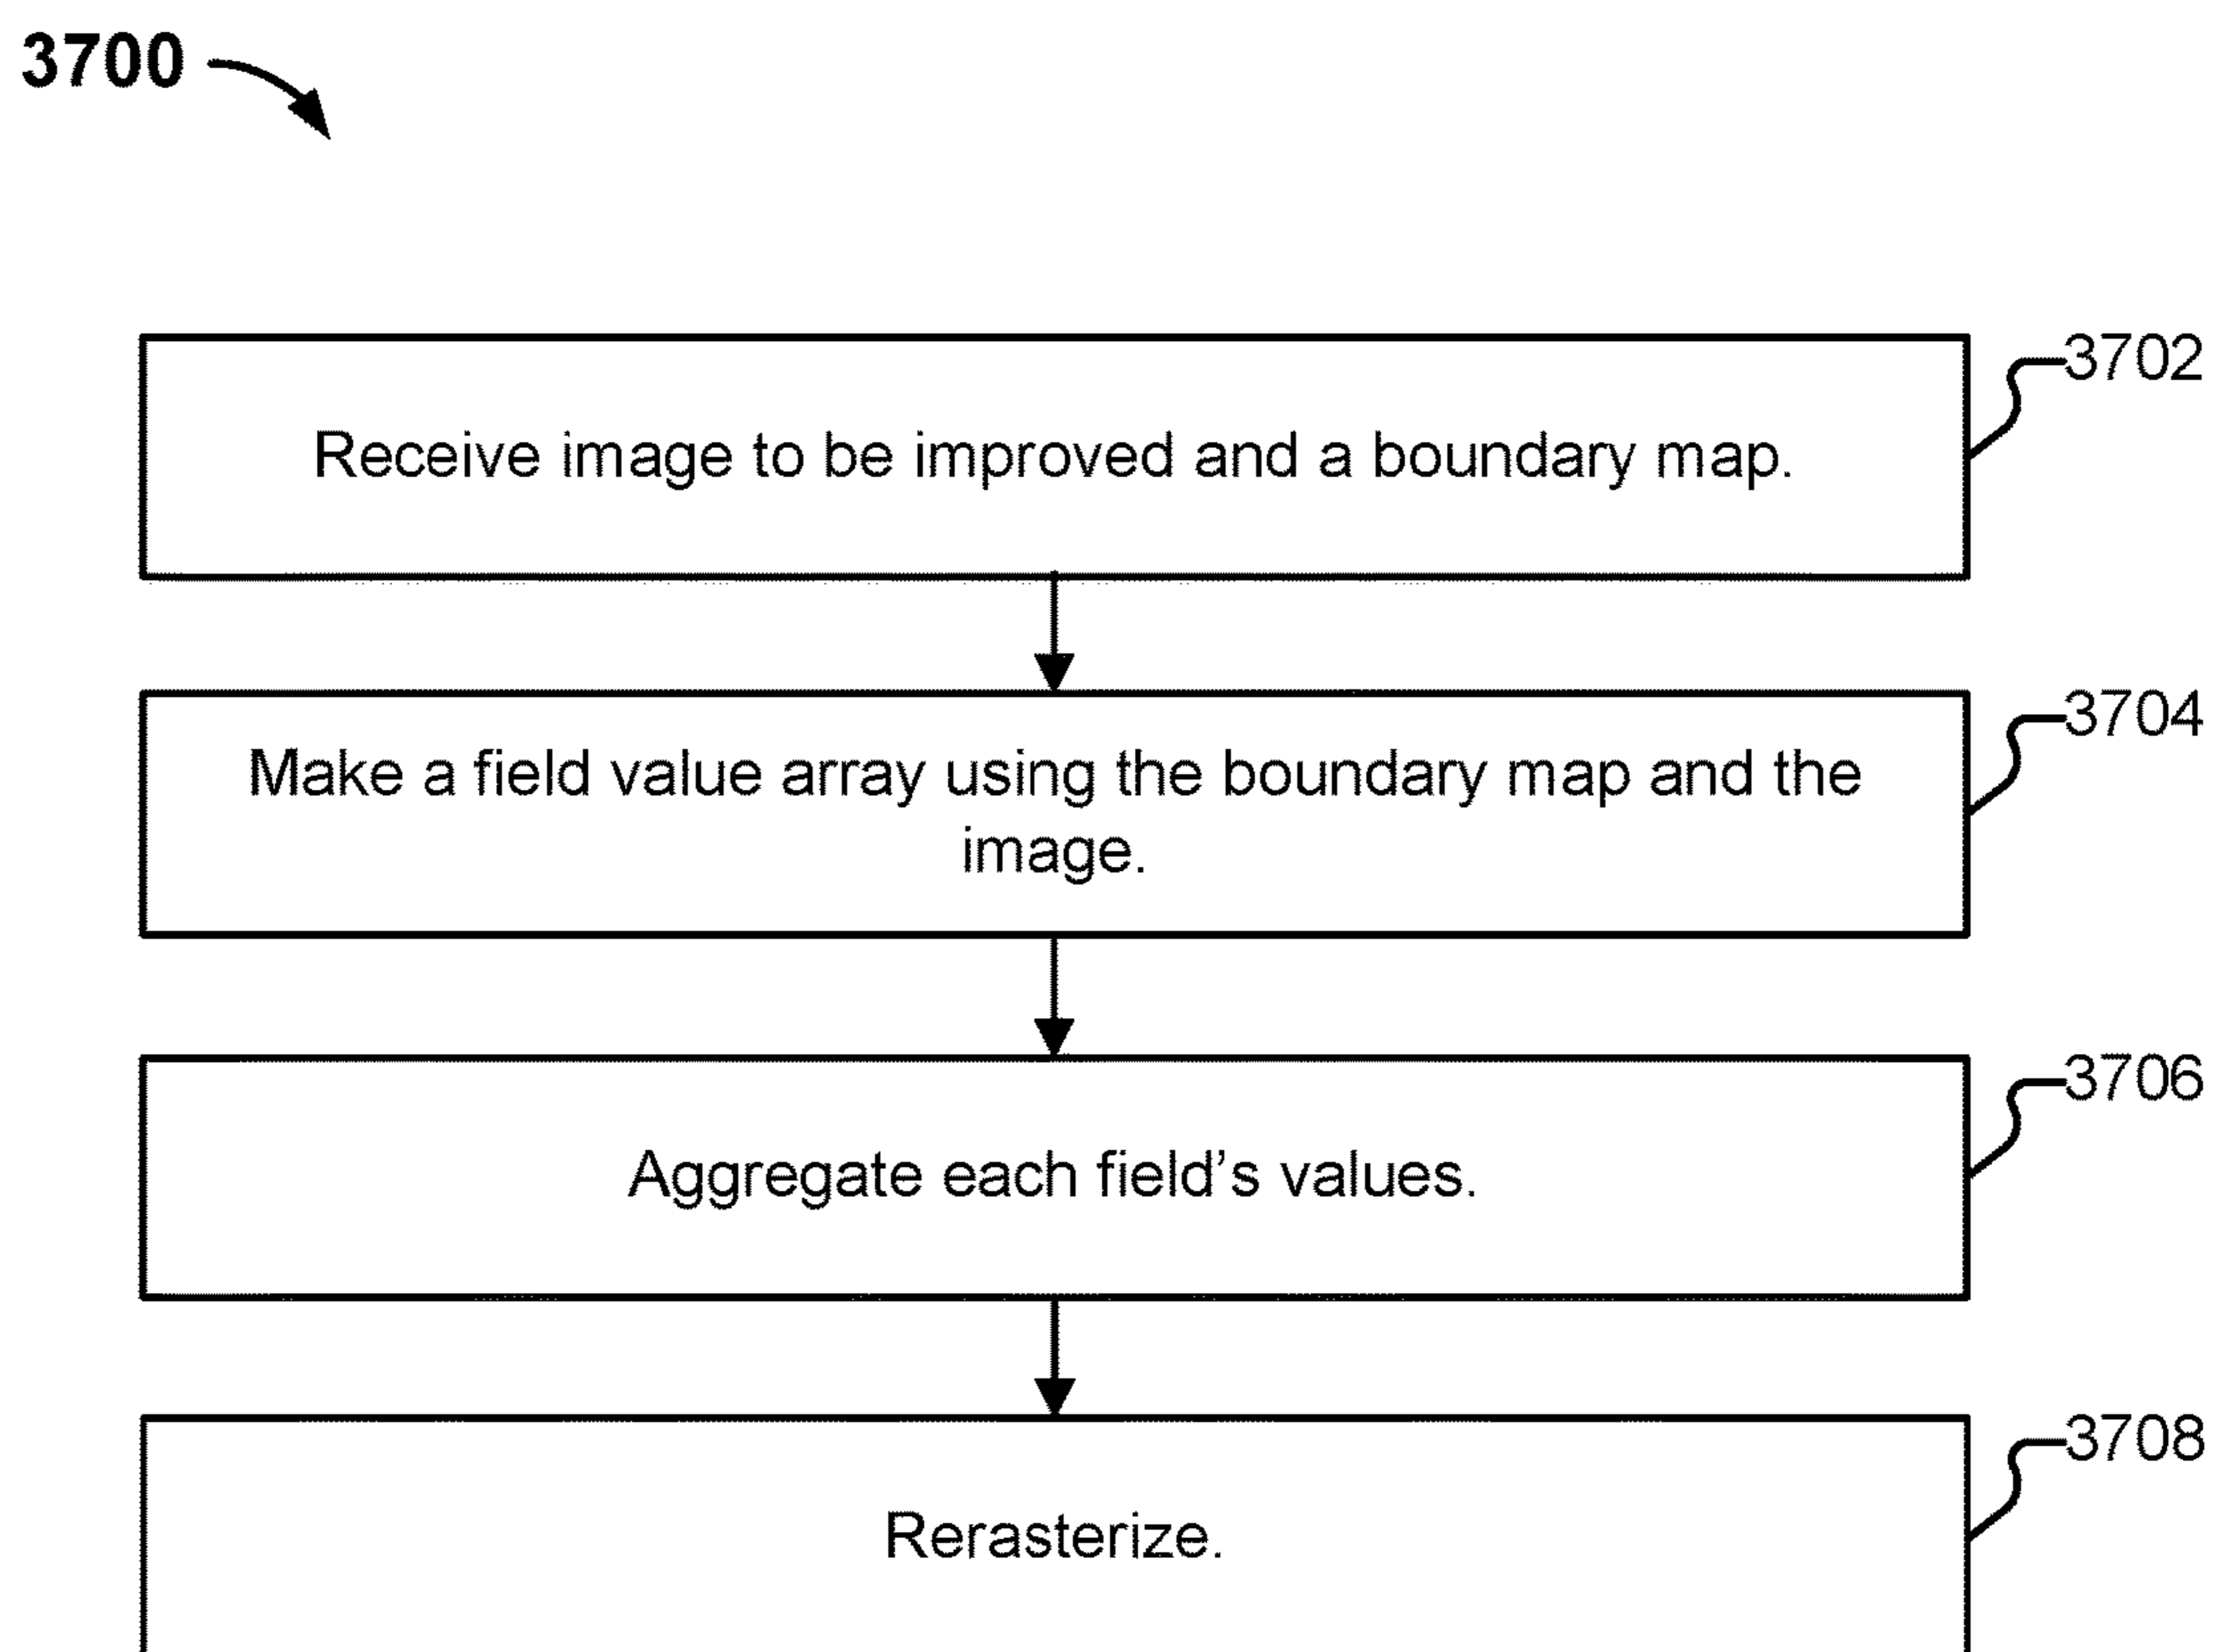 3700
3702
Receive image to be improved and a boundary map.
3704
Make a field value array using the boundary map and the
image.
3706
Aggregate each field’s values.
3708
Rerasterize.